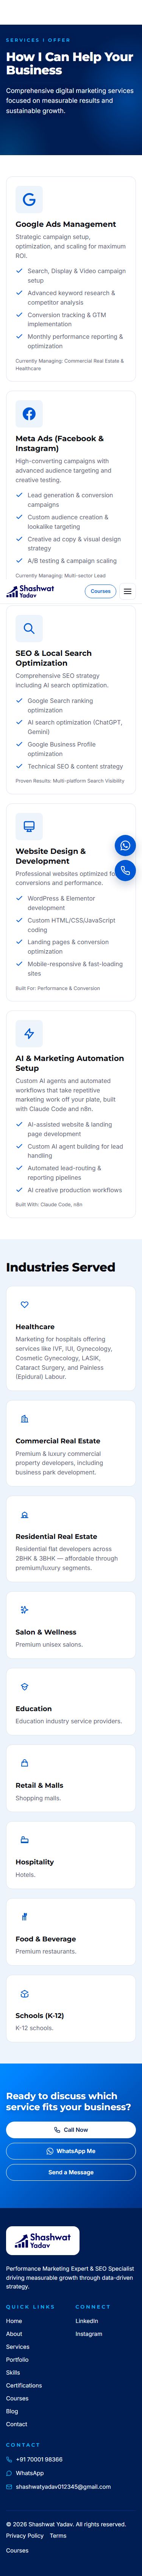 SERVICES I OFFER
How I Can Help Your
Business
Comprehensive digital marketing services
focused on measurable results and
sustainable growth.
Google Ads Management
Strategic campaign setup,
optimization, and scaling for maximum
ROI.
Search, Display & Video campaign
setup
Advanced keyword research &
competitor analysis
Conversion tracking & GTM
implementation
Monthly performance reporting &
optimization
Currently Managing: Commercial Real Estate &
Healthcare
Meta Ads (Facebook &
Instagram)
High-converting campaigns with
advanced audience targeting and
creative testing.
Lead generation & conversion
campaigns
Custom audience creation &
lookalike targeting
Creative ad copy & visual design
strategy
A/B testing & campaign scaling
Currently Managing: Multi-sector Lead
Shashwat
Yadav
Courses
SEO & Local Search
Optimization
Comprehensive SEO strategy
including AI search optimization.
Google Search ranking
optimization
AI search optimization (ChatGPT,
Gemini)
Google Business Profile
optimization
Technical SEO & content strategy
Proven Results: Multi-platform Search Visibility
Website Design &
Development
Professional websites optimized for
conversions and performance.
WordPress & Elementor
development
Custom HTML/CSS/JavaScript
coding
Landing pages & conversion
optimization
Mobile-responsive & fast-loading
sites
Built For: Performance & Conversion
AI & Marketing Automation
Setup
Custom AI agents and automated
workflows that take repetitive
marketing work off your plate, built
with Claude Code and n8n.
AI-assisted website & landing
page development
Custom AI agent building for lead
handling
Automated lead-routing &
reporting pipelines
AI creative production workflows
Built With: Claude Code, n8n
Industries Served
Healthcare
Marketing for hospitals offering
services like IVF, IUI, Gynecology,
Cosmetic Gynecology, LASIK,
Cataract Surgery, and Painless
(Epidural) Labour.
Commercial Real Estate
Premium & luxury commercial
property developers, including
business park development.
Residential Real Estate
Residential flat developers across
2BHK & 3BHK — affordable through
premium/luxury segments.
Salon & Wellness
Premium unisex salons.
Education
Education industry service providers.
Retail & Malls
Shopping malls.
Hospitality
Hotels.
Food & Beverage
Premium restaurants.
Schools (K-12)
K-12 schools.
Ready to discuss which
service fits your business?
Call Now
WhatsApp Me
Send a Message
Shashwat
Yadav
Performance Marketing Expert & SEO Specialist
driving measurable growth through data-driven
strategy.
QUICK LINKS
Home
About
Services
Portfolio
Skills
Certifications
Courses
Blog
Contact
CONNECT
LinkedIn
Instagram
CONTACT
+91 70001 98366
WhatsApp
shashwatyadav012345@gmail.com
© 2026 Shashwat Yadav. All rights reserved.
Privacy Policy Terms
Courses